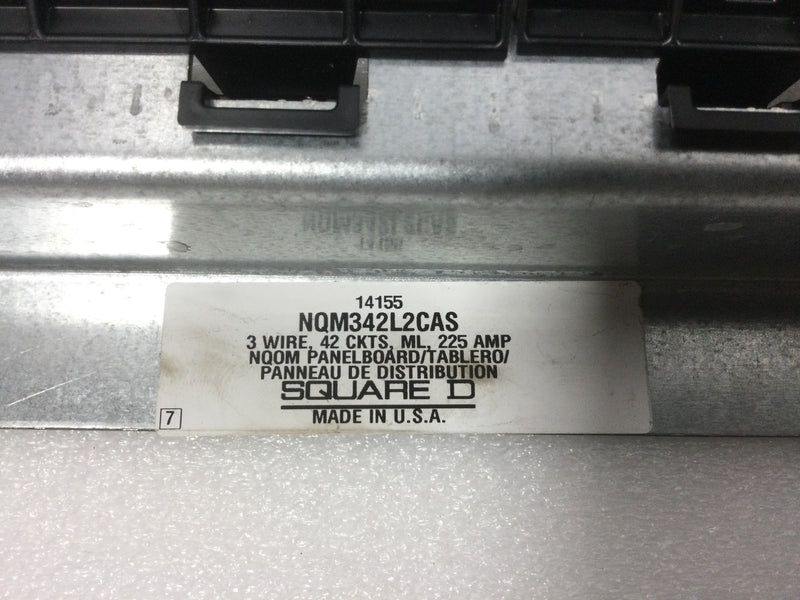 14155
NQM342L2CAS
3 WIRE, 42 CKTS, ML, 225 AMP
NQOM PANELBOARD/TABLERO/
PANNEAU DE DISTRIBUTION
SQUARE D
7
MADE IN U.S.A.